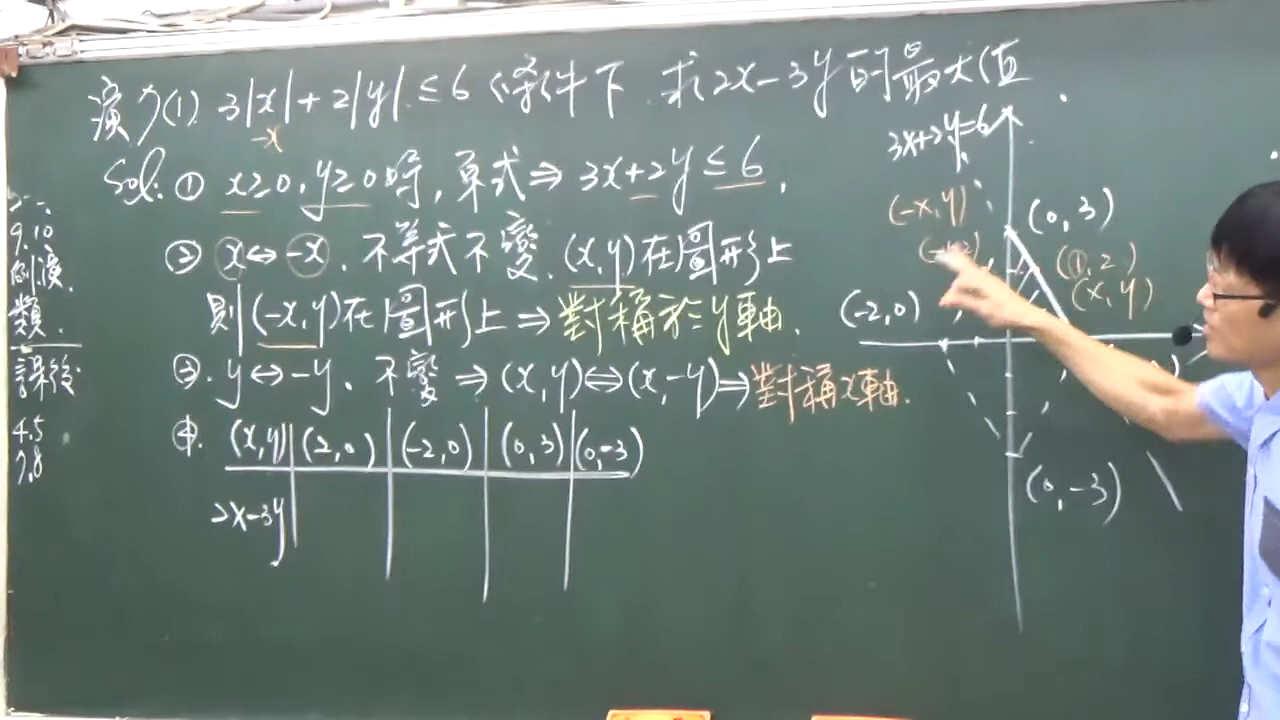 演力(1) 3|x|+2|y|≤6 條件下 求2x-3y的最大值
-x
Sol: ① x≥0, y≥0時, 原式⇒ 3x+2y≤6,
② x↔-x. 不等式不變. (x,y)在圖形上
則(-x,y)在圖形上⇒對稱於y軸.
③. y↔-y. 不變 ⇒(x,y)⇔(x,-y)⇒對稱x軸.
④. (x,y) (2,0) (-2,0) (0,3) (0,-3)
2x-3y
9.10
例演.
類.
課後
4.5
7.8
3x+2y=6
(-x,y)
(0,3)
(1,2)
(x,y)
(-2,0)
(0,-3)